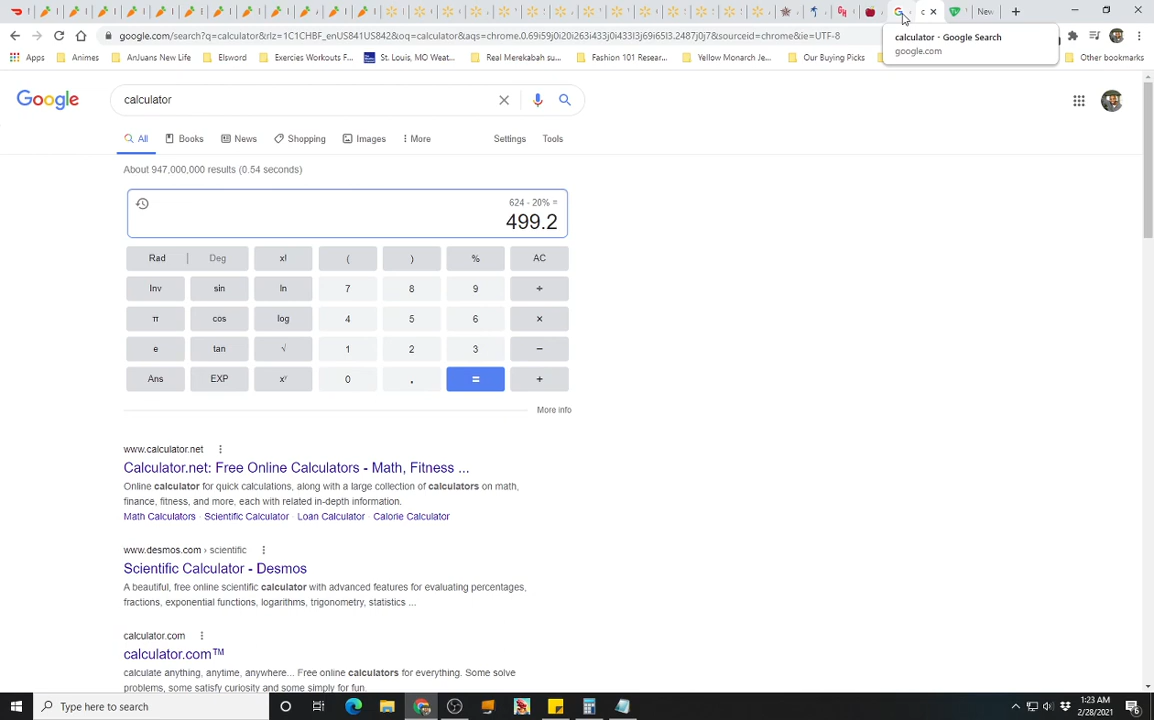 New
google.com/search?q=calculator&rlz=1C1CHBF_enUS841US842&oq=calculator&aqs=chrome.0.69i59j0i20i263i433j0i433l3j69i65l3.2487j0j7&sourceid=chrome&ie=UTF-8
calculator - Google Search
google.com
Apps
Animes
AnJuans New Life
Elsword
Exercies Workouts F...
St. Louis, MO Weat...
Real Merekabah su...
Fashion 101 Resear...
Yellow Monarch Je...
Our Buying Picks
Other bookmarks
Google
calculator
All
Books
News
Shopping
Images
More
Settings
Tools
About 947,000,000 results (0.54 seconds)
624 - 20% =
499.2
Rad | Deg x! ( ) % AC
Inv sin ln 7 8 9 ÷
π cos log 4 5 6 ×
e tan √ 1 2 3 −
Ans EXP xʸ 0 . = +
More info
www.calculator.net
Calculator.net: Free Online Calculators - Math, Fitness ...
Online calculator for quick calculations, along with a large collection of calculators on math,
finance, fitness, and more, each with related in-depth information.
Math Calculators · Scientific Calculator · Loan Calculator · Calorie Calculator
www.desmos.com › scientific
Scientific Calculator - Desmos
A beautiful, free online scientific calculator with advanced features for evaluating percentages,
fractions, exponential functions, logarithms, trigonometry, statistics ...
calculator.com
calculator.com™
calculate anything, anytime, anywhere... Free online calculators for everything. Some solve
problems, some satisfy curiosity and some simply for fun.
Type here to search
1:23 AM
2/28/2021
6